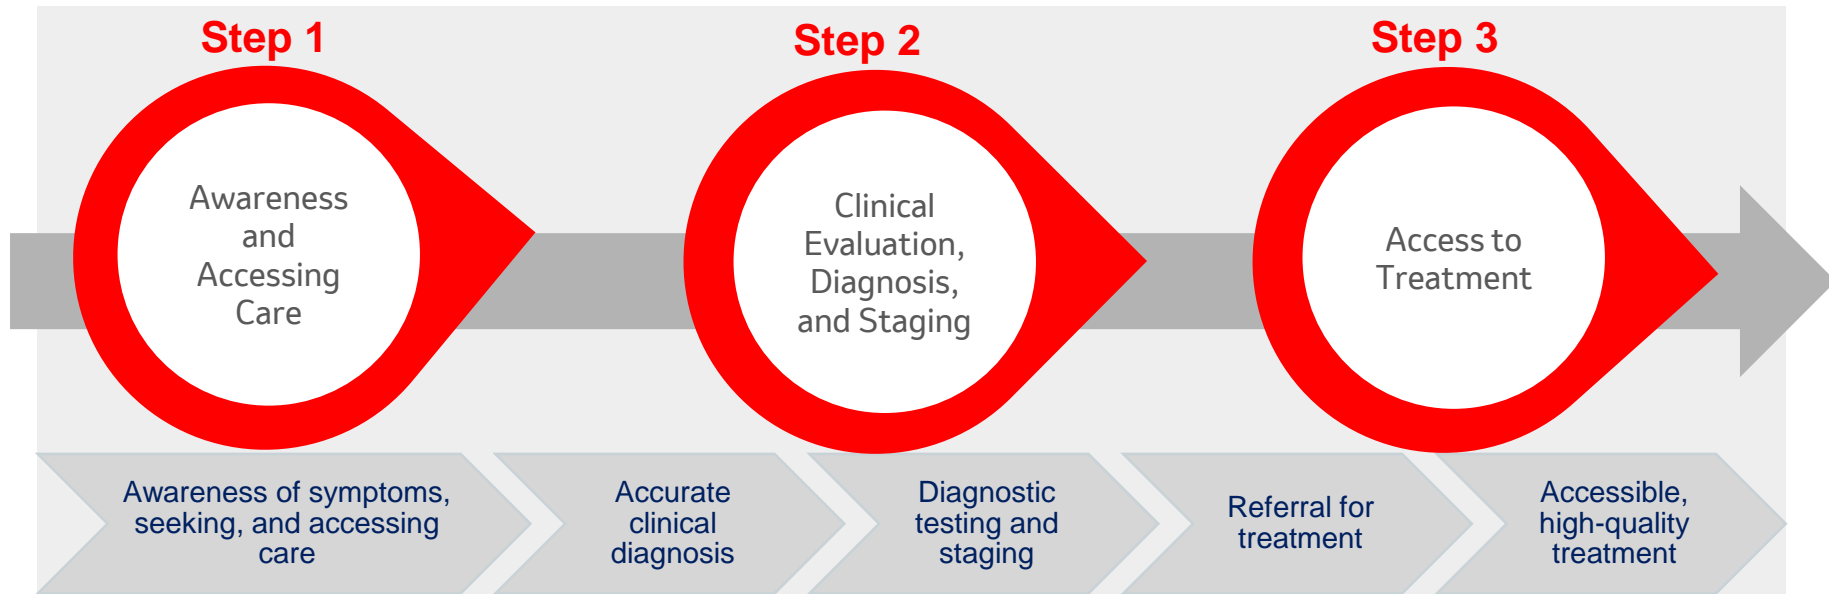 Step 1
Step 2
Step 3
Awareness
and
Accessing
Care
Clinical
Evaluation,
Diagnosis,
and Staging
Access to
Treatment
Awareness of symptoms,
seeking, and accessing
care
Accurate
clinical
diagnosis
Diagnostic
testing and
staging
Referral for
treatment
Accessible,
high-quality
treatment